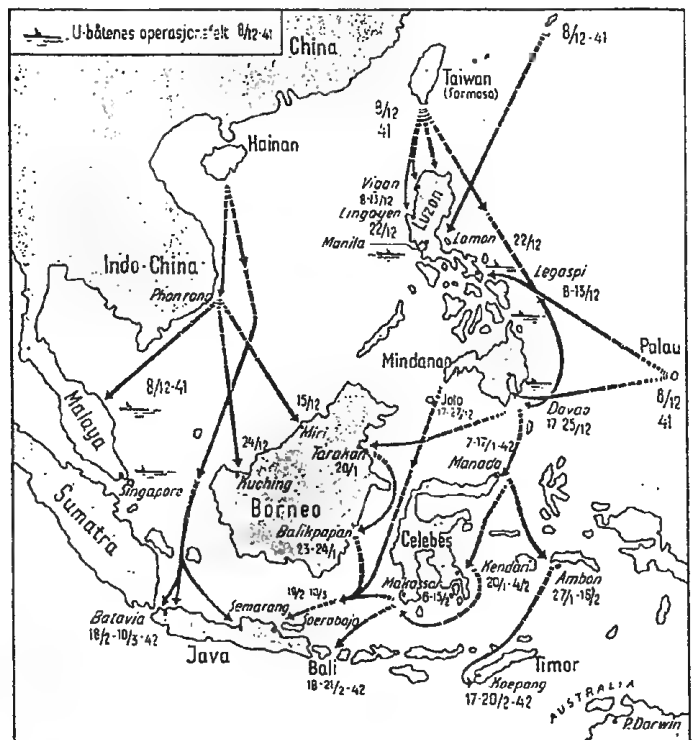 U-båtenes operasjonsfelt 8/12-41
China
8/12-41
Taiwan
(Formosa)
8/12
41
Hainan
Vigan
8-13/12
Lingayen
22/12
Luzon
Manila
Lamon
22/12
Legaspi
8-13/12
Indo-China
Phanrang
Mindanao
Palau
8/12
41
Jolo
17-27/12
Davao
17-25/12
8/12-41
Malaya
15/12
Miri
24/12
Tarakan
20/1
7-17/1-42
Manado
Kuching
Singapore
Sumatra
Borneo
Balikpapan
23-24/1
Celebes
Kendari
20/1-4/2
Makassar
Ambon
27/1-15/2
Batavia
18/2-10/3-42
Semarang
Soerabaja
Java
Bali
18-21/2-42
Timor
Koepang
17-20/2-42
AUSTRALIA
P.Darwin